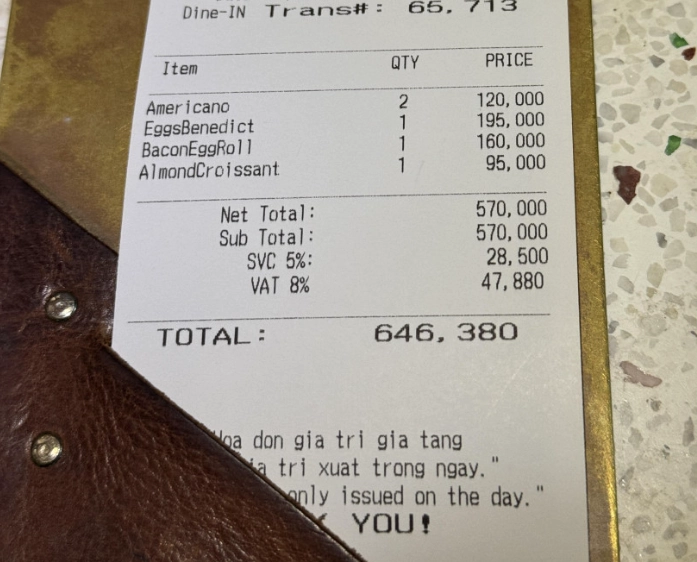 Dine-IN Trans#: 65,713
Item QTY PRICE
Americano 2 120,000
EggsBenedict 1 195,000
BaconEggRoll 1 160,000
AlmondCroissant 1 95,000
Net Total: 570,000
Sub Total: 570,000
SVC 5%: 28,500
VAT 8% 47,880
TOTAL: 646,380
don gia tri gia tang
tri xuat trong ngay."
only issued on the day."
YOU!